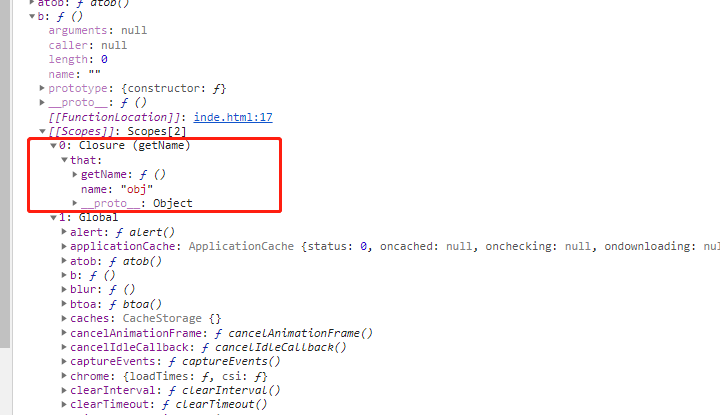 atob: ƒ atob()
b: ƒ ()
arguments: null
caller: null
length: 0
name: ""
prototype: {constructor: ƒ}
__proto__: ƒ ()
[[FunctionLocation]]: inde.html:17
[[Scopes]]: Scopes[2]
0: Closure (getName)
that:
getName: ƒ ()
name: "obj"
__proto__: Object
1: Global
alert: ƒ alert()
applicationCache: ApplicationCache {status: 0, oncached: null, onchecking: null, ondownloading: nu
atob: ƒ atob()
b: ƒ ()
blur: ƒ ()
btoa: ƒ btoa()
caches: CacheStorage {}
cancelAnimationFrame: ƒ cancelAnimationFrame()
cancelIdleCallback: ƒ cancelIdleCallback()
captureEvents: ƒ captureEvents()
chrome: {loadTimes: ƒ, csi: ƒ}
clearInterval: ƒ clearInterval()
clearTimeout: ƒ clearTimeout()